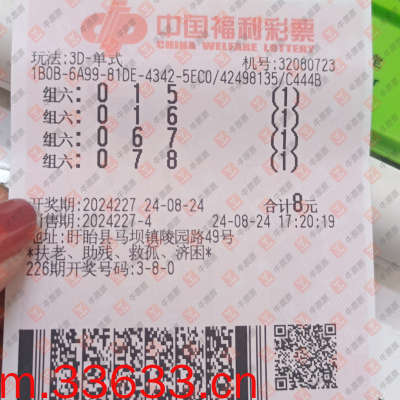 中国福利彩票
CHINA WELFARE LOTTERY
玩法:3D-单式 机号:32080723
1B0B-6A99-81DE-4342-5EC0/42498135/C444B
组六:0 1 5 (1)
组六:0 1 6 (1)
组六:0 6 7 (1)
组六:0 7 8 (1)
开奖期:2024227 24-08-24 合计8元
销售期:2024227-4 24-08-24 17:20:19
地址:盱眙县马坝镇陵园路49号
*扶老、助残、救孤、济困*
226期开奖号码:3-8-0
m.33633.cn